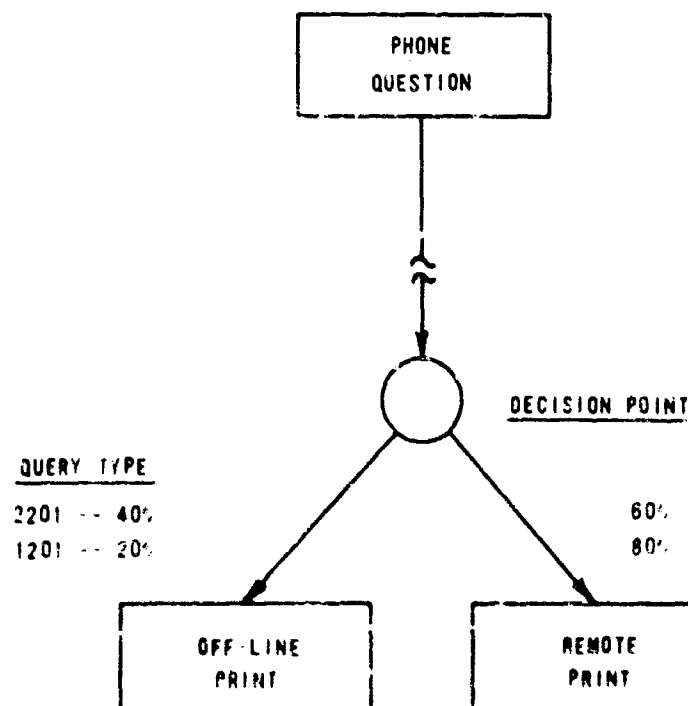 PHONE
QUESTION
DECISION POINT
QUERY TYPE
2201 -- 40% 60%
1201 -- 20% 80%
OFF-LINE
PRINT
REMOTE
PRINT